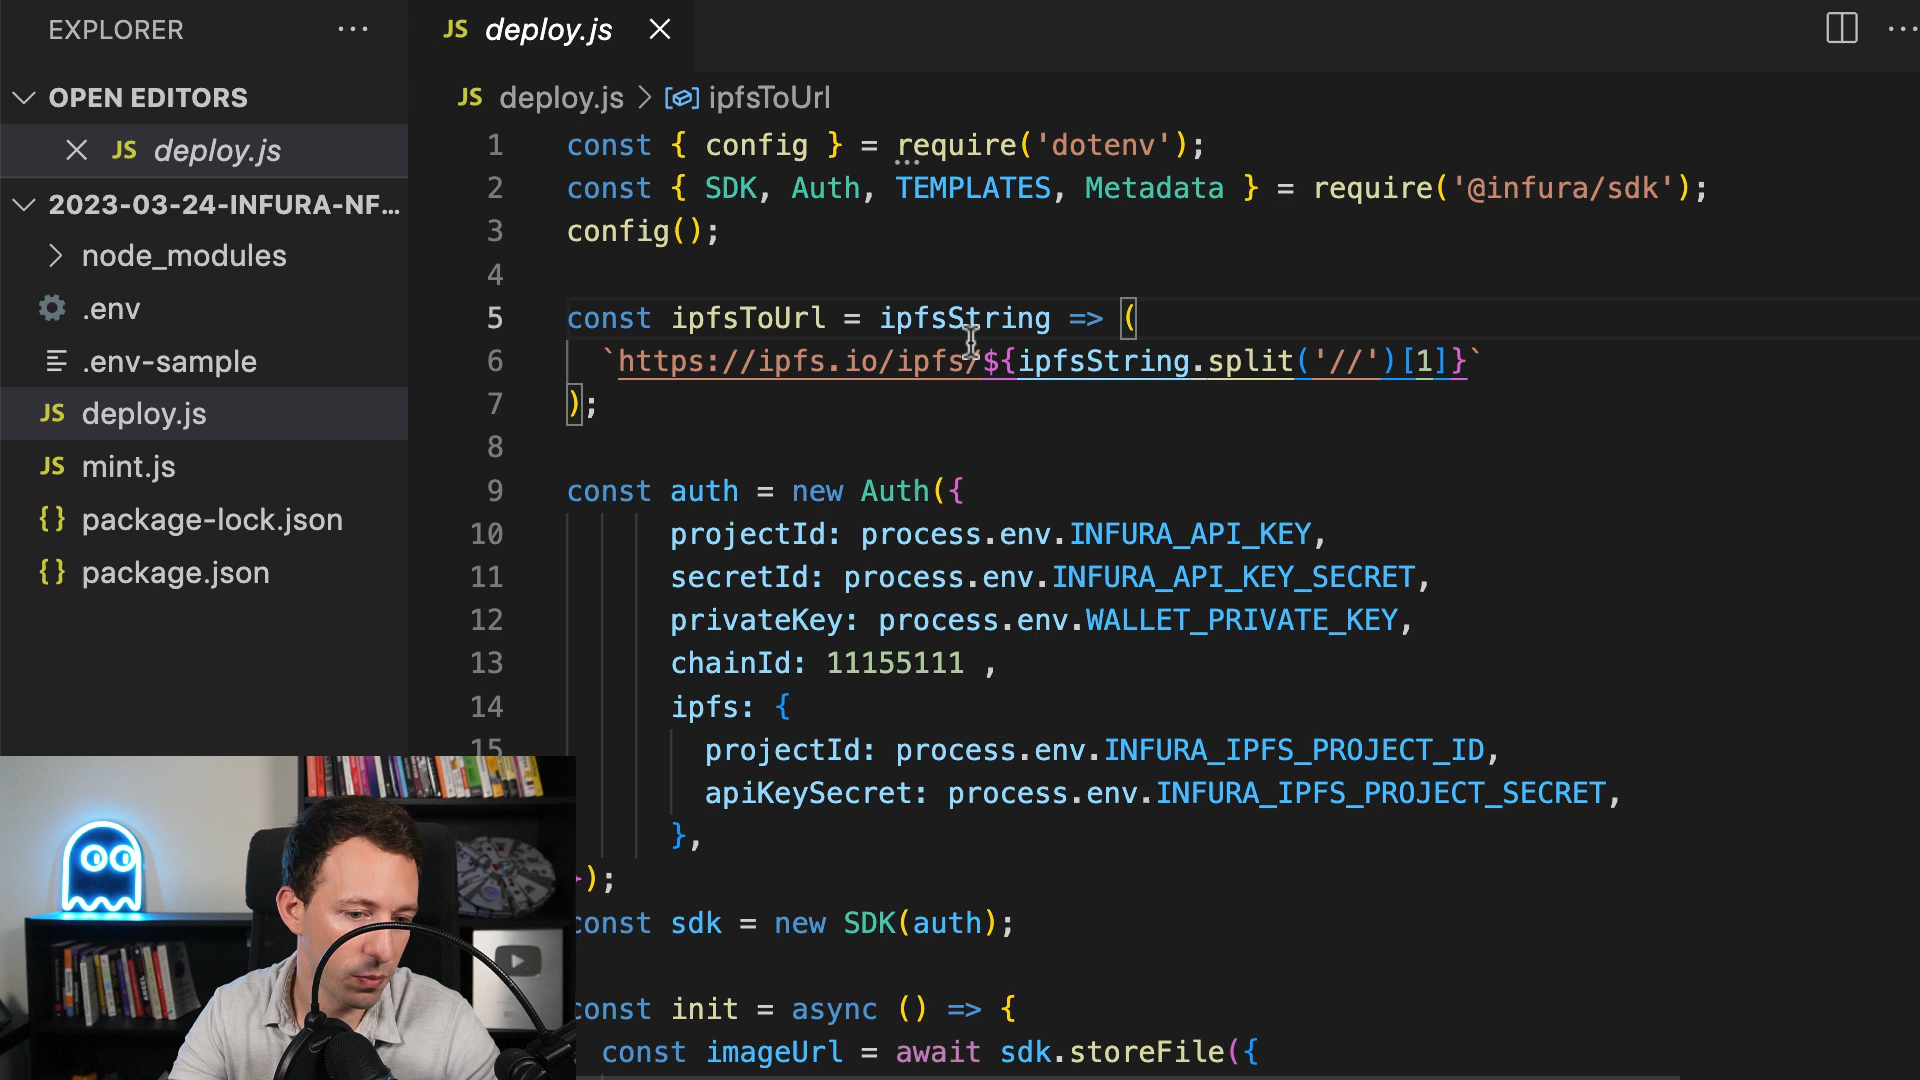 EXPLORER
OPEN EDITORS
JS deploy.js
2023-03-24-INFURA-NF...
node_modules
.env
.env-sample
JS deploy.js
JS mint.js
{} package-lock.json
{} package.json
JS deploy.js
JS deploy.js > ipfsToUrl
1 const { config } = require('dotenv');
2 const { SDK, Auth, TEMPLATES, Metadata } = require('@infura/sdk');
3 config();
4
5 const ipfsToUrl = ipfsString => (
6 `https://ipfs.io/ipfs/${ipfsString.split('//')[1]}`
7 );
8
9 const auth = new Auth({
10 projectId: process.env.INFURA_API_KEY,
11 secretId: process.env.INFURA_API_KEY_SECRET,
12 privateKey: process.env.WALLET_PRIVATE_KEY,
13 chainId: 11155111 ,
14 ipfs: {
15 projectId: process.env.INFURA_IPFS_PROJECT_ID,
apiKeySecret: process.env.INFURA_IPFS_PROJECT_SECRET,
},
});
const sdk = new SDK(auth);
const init = async () => {
const imageUrl = await sdk.storeFile({